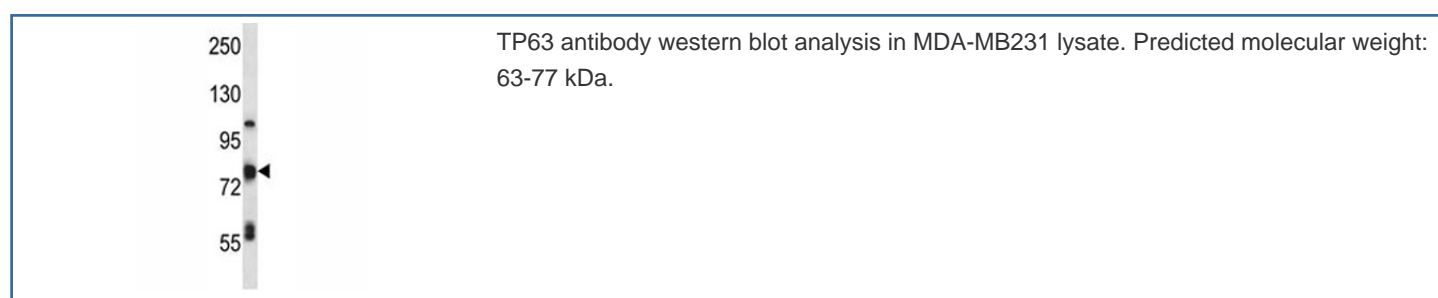 250
130
95
72
55
TP63 antibody western blot analysis in MDA-MB231 lysate. Predicted molecular weight:
63-77 kDa.